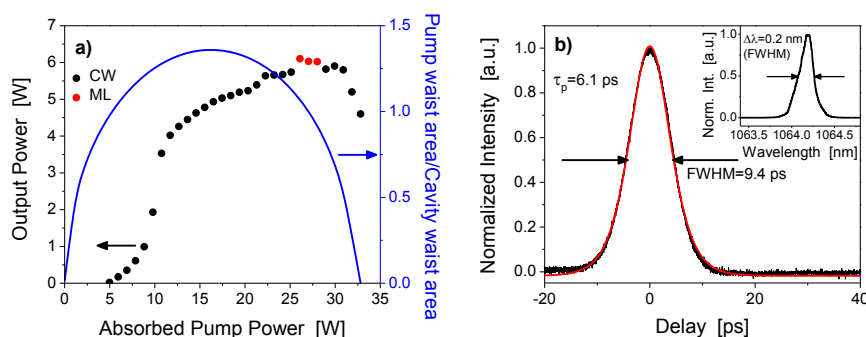 a)
CW
ML
7
6
5
4
3
2
1
0
Output Power [W]
0 5 10 15 20 25 30 35
Absorbed Pump Power [W]
1.5
1.0
0.5
0.0
Pump waist area/Cavity waist area
b)
τp=6.1 ps
FWHM=9.4 ps
1.0
0.8
0.6
0.4
0.2
0.0
Normalized Intensity [a.u.]
-20 0 20 40
Delay [ps]
Δλ=0.2 nm
(FWHM)
1.0
0.5
0.0
Norm. Int. [a.u.]
1063.5 1064.0 1064.5
Wavelength [nm]